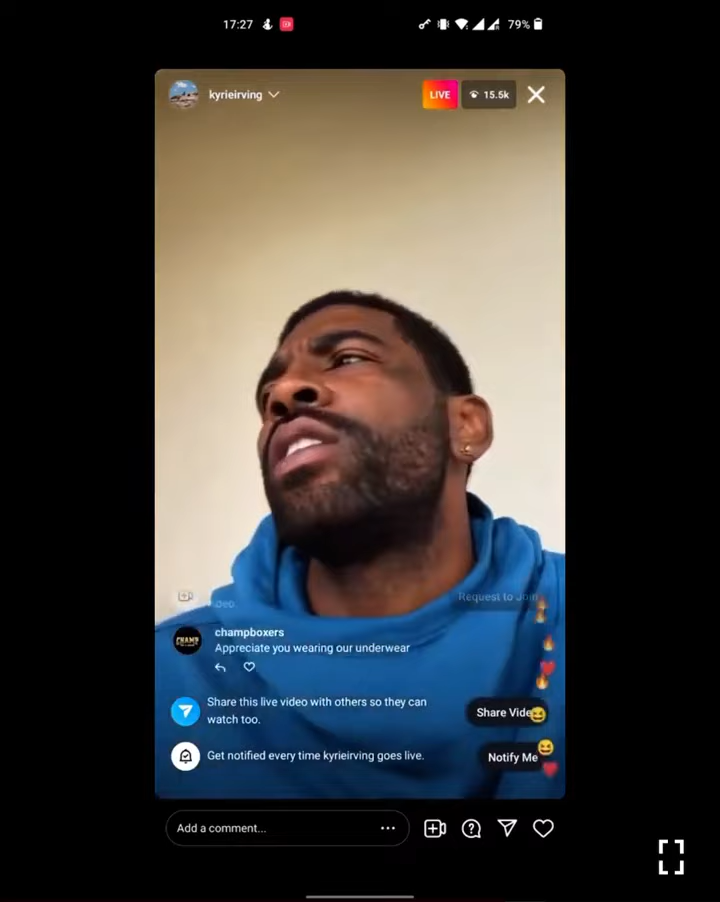 17:27
79%
kyrieirving
LIVE
15.5k
Request to Join
CHAMP
champboxers
Appreciate you wearing our underwear
Share this live video with others so they can
watch too.
Share Vide
Get notified every time kyrieirving goes live.
Notify Me
Add a comment...